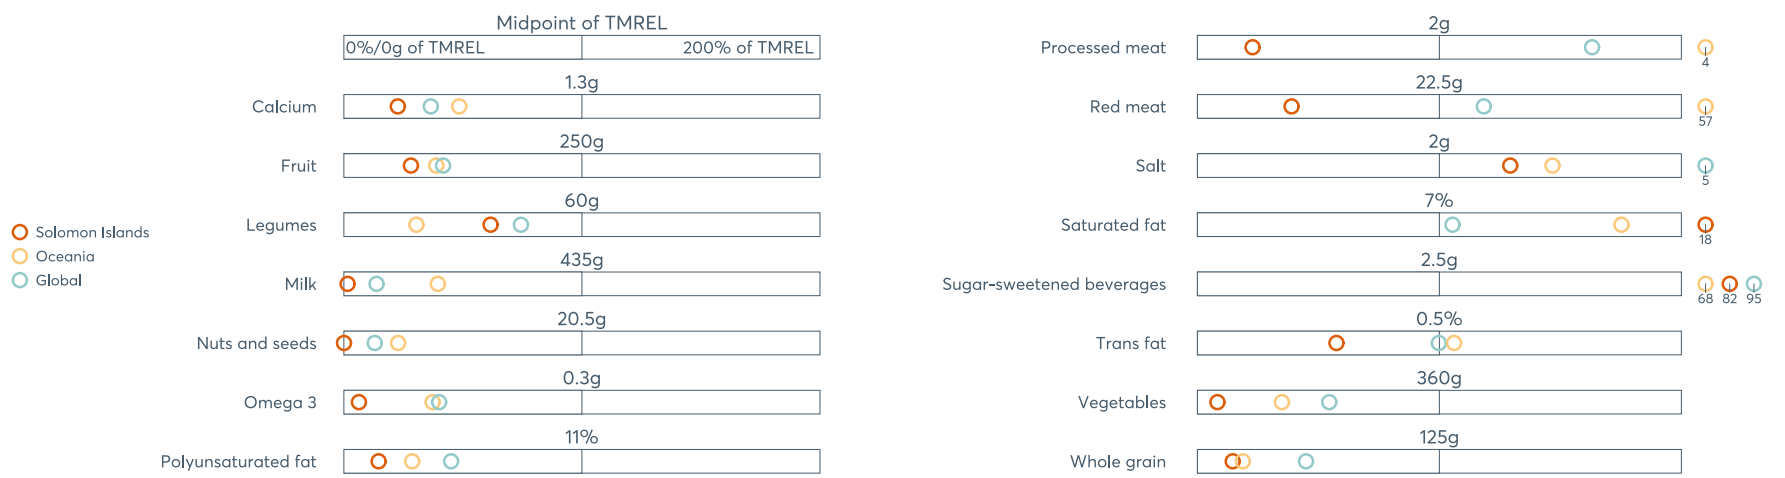 Midpoint of TMREL
0%/0g of TMREL 200% of TMREL
1.3g
Calcium
250g
Fruit
60g
Legumes
435g
Milk
20.5g
Nuts and seeds
0.3g
Omega 3
11%
Polyunsaturated fat
Solomon Islands
Oceania
Global
2g
Processed meat
4
22.5g
Red meat
57
2g
Salt
5
7%
Saturated fat
18
2.5g
Sugar-sweetened beverages
68 82 95
0.5%
Trans fat
360g
Vegetables
125g
Whole grain